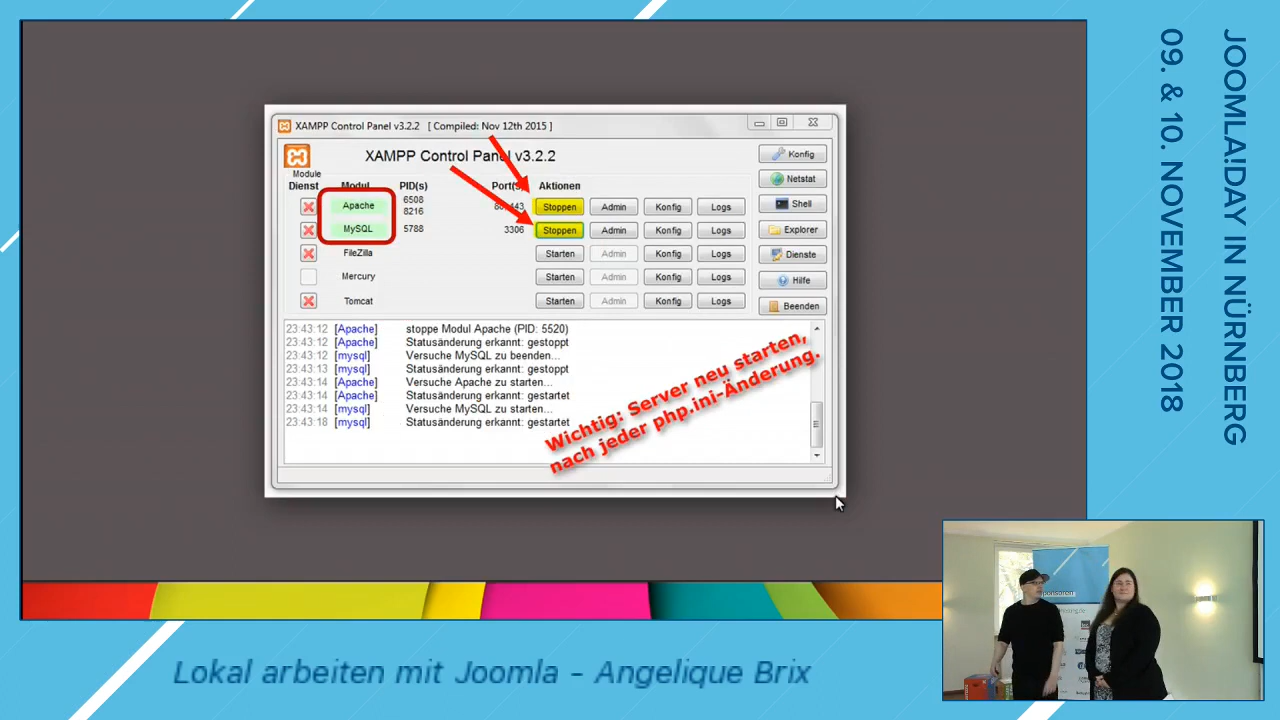 XAMPP Control Panel v3.2.2 [ Compiled: Nov 12th 2015 ]
XAMPP Control Panel v3.2.2
Module
Dienst Modul PID(s) Port(s) Aktionen
Apache 6508 8216 Stoppen Admin Konfig Logs
MySQL 5788 3306 Stoppen Admin Konfig Logs
FileZilla Starten Admin Konfig Logs
Mercury Starten Admin Konfig Logs
Tomcat Starten Admin Konfig Logs
Konfig
Netstat
Shell
Explorer
Dienste
Hilfe
Beenden
23:43:12 [Apache] stoppe Modul Apache (PID: 5520)
23:43:12 [Apache] Statusänderung erkannt: gestoppt
23:43:12 [mysql] Versuche MySQL zu beenden...
23:43:13 [mysql] Statusänderung erkannt: gestoppt
23:43:14 [Apache] Versuche Apache zu starten...
23:43:14 [Apache] Statusänderung erkannt: gestartet
23:43:14 [mysql] Versuche MySQL zu starten...
23:43:18 [mysql] Statusänderung erkannt: gestartet
Wichtig: Server neu starten,
nach jeder php.ini-Änderung.
JOOMLA!DAY IN NÜRNBERG
09. & 10. NOVEMBER 2018
Lokal arbeiten mit Joomla - Angelique Brix